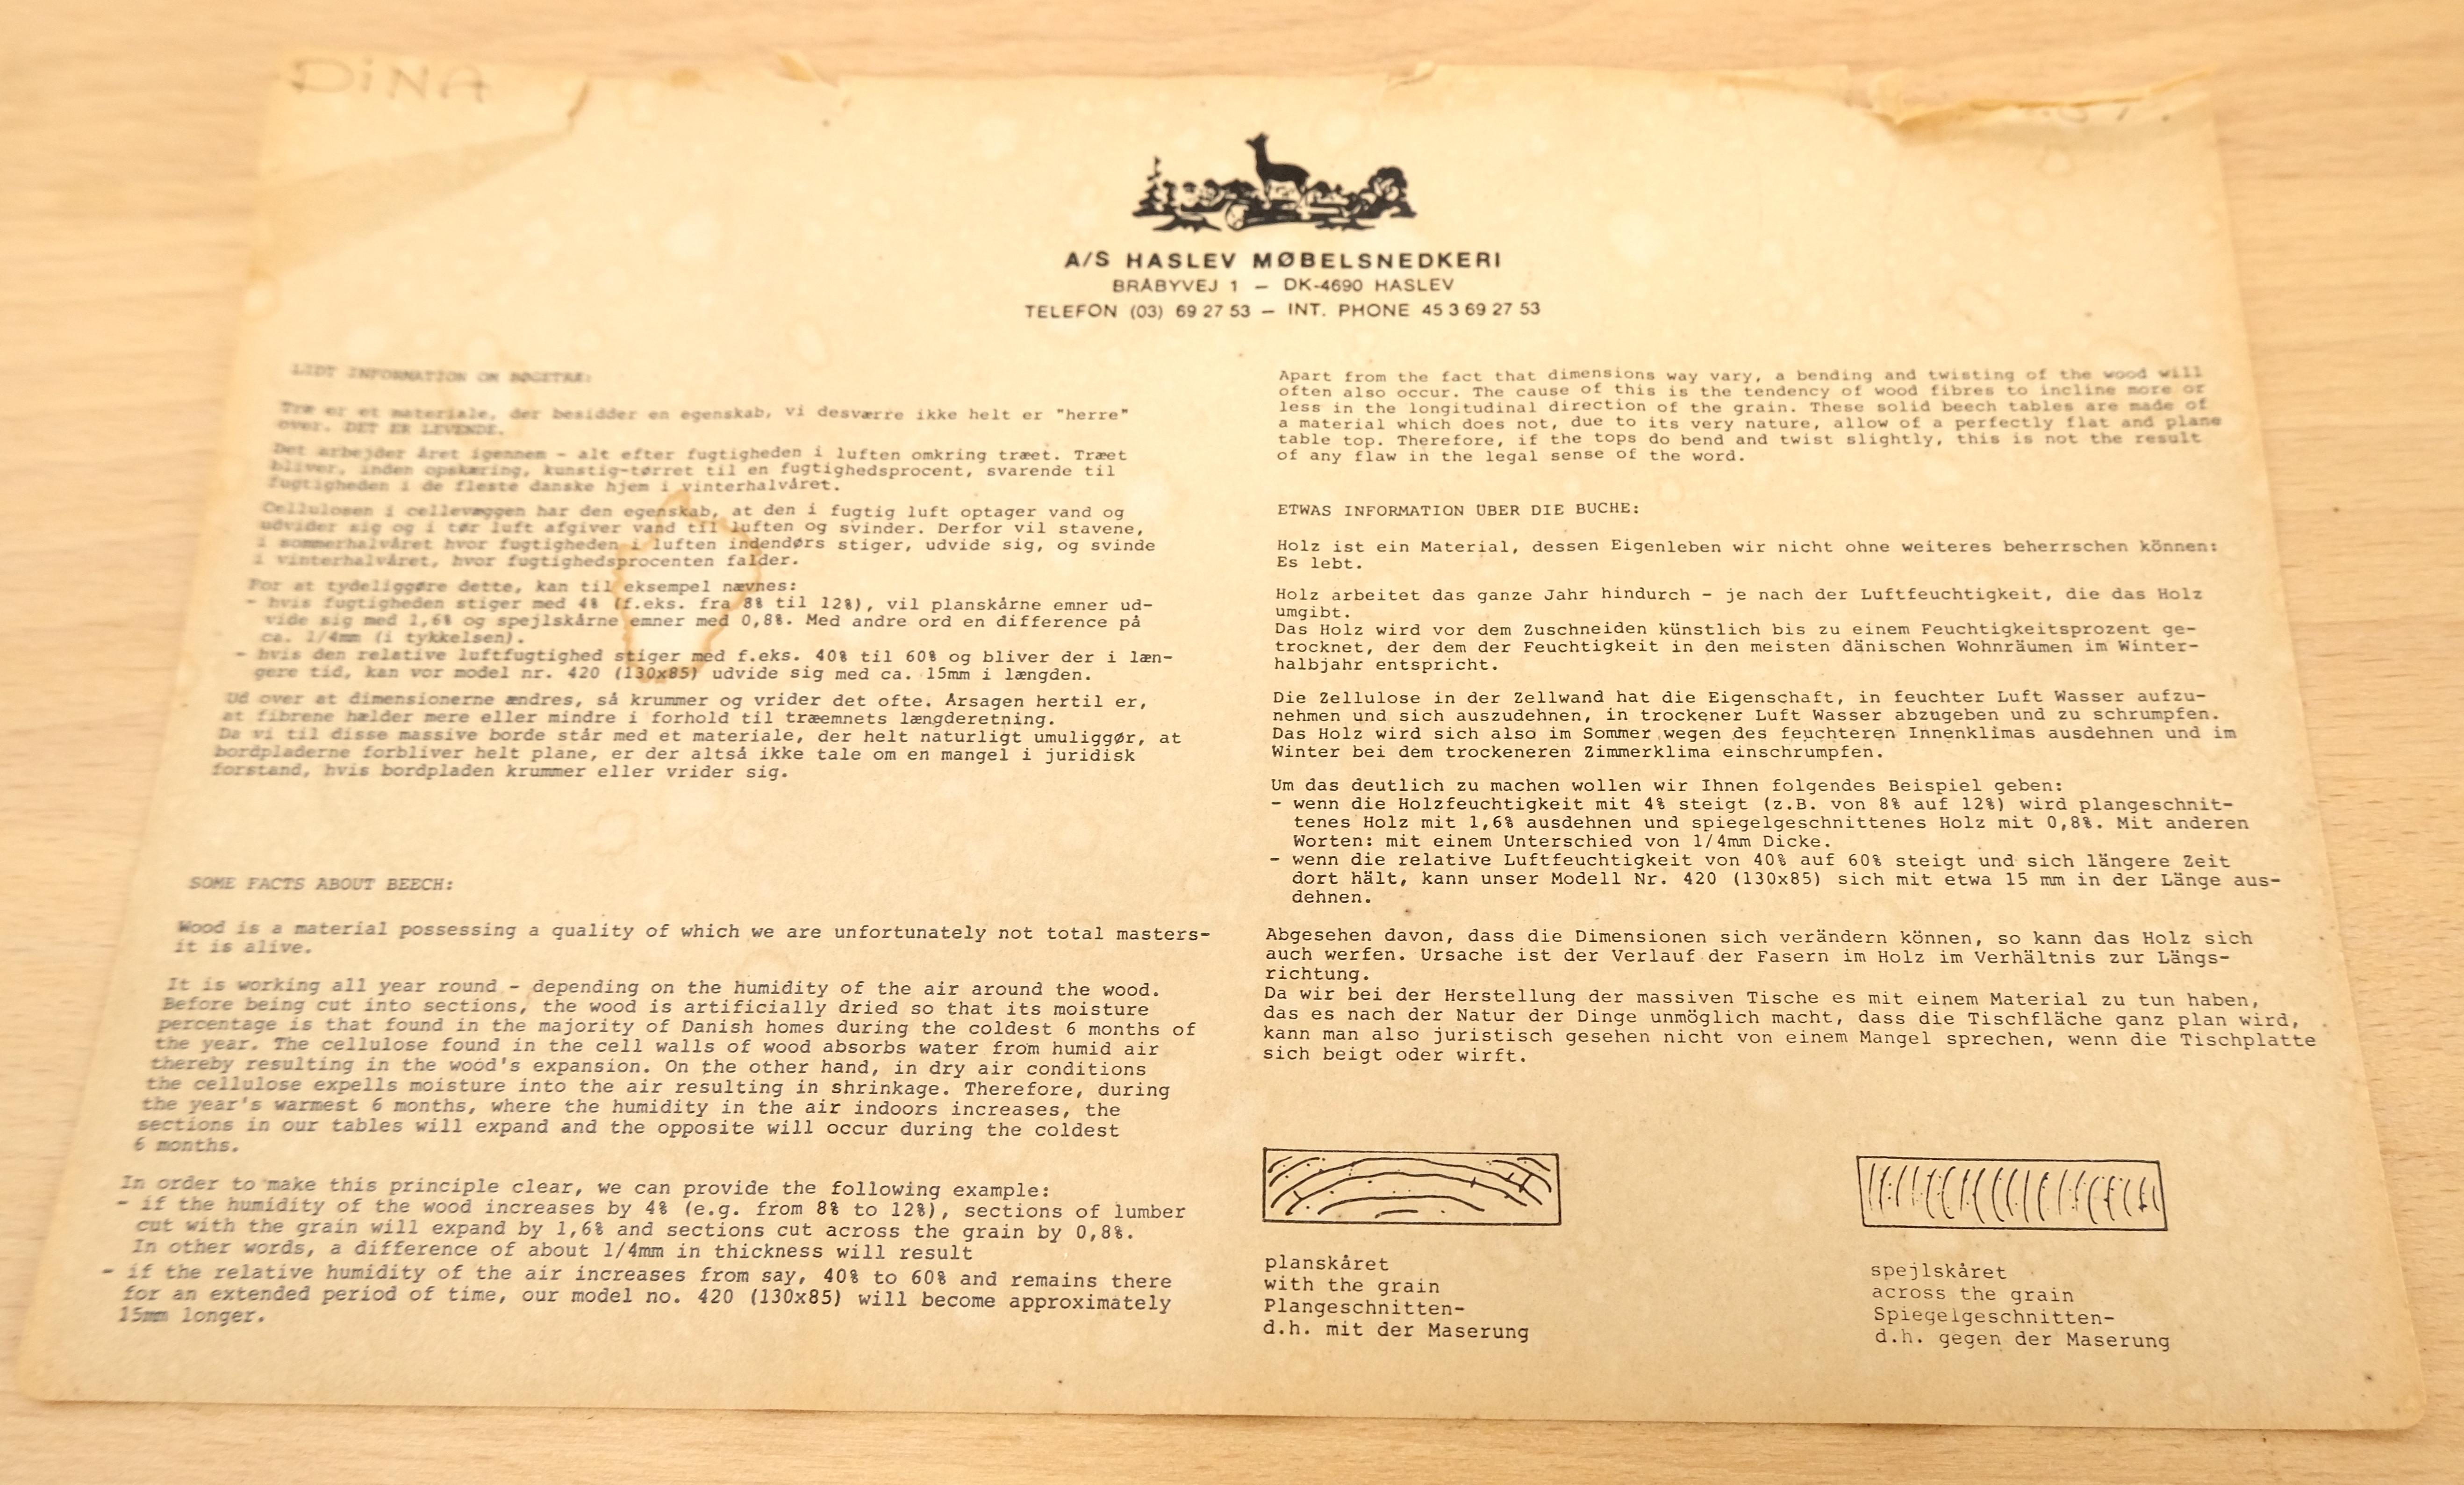 DiNA
A/S HASLEV MØBELSNEDKERI
BRÅBYVEJ 1 — DK-4690 HASLEV
TELEFON (03) 69 27 53 — INT. PHONE 45 3 69 27 53
LIDT INFORMATION OM BØGETRÆ:
Træ er et materiale, der besidder en egenskab, vi desværre ikke helt er "herre"
over. DET ER LEVENDE.
Det arbejder året igennem - alt efter fugtigheden i luften omkring træet. Træet
bliver, inden opskæring, kunstig-tørret til en fugtighedsprocent, svarende til
fugtigheden i de fleste danske hjem i vinterhalvåret.
Cellulosen i cellevæggen har den egenskab, at den i fugtig luft optager vand og
udvider sig og i tør luft afgiver vand til luften og svinder. Derfor vil stavene,
i sommerhalvåret hvor fugtigheden i luften indendørs stiger, udvide sig, og svinde
i vinterhalvåret, hvor fugtighedsprocenten falder.
For at tydeliggøre dette, kan til eksempel nævnes:
- hvis fugtigheden stiger med 4% (f.eks. fra 8% til 12%), vil planskårne emner ud-
vide sig med 1,6% og spejlskårne emner med 0,8%. Med andre ord en difference på
ca. 1/4mm (i tykkelsen).
- hvis den relative luftfugtighed stiger med f.eks. 40% til 60% og bliver der i læn-
gere tid, kan vor model nr. 420 (130x85) udvide sig med ca. 15mm i længden.
Ud over at dimensionerne ændres, så krummer og vrider det ofte. Årsagen hertil er,
at fibrene hælder mere eller mindre i forhold til træemnets længderetning.
Da vi til disse massive borde står med et materiale, der helt naturligt umuliggør, at
bordpladerne forbliver helt plane, er der altså ikke tale om en mangel i juridisk
forstand, hvis bordpladen krummer eller vrider sig.
SOME FACTS ABOUT BEECH:
Wood is a material possessing a quality of which we are unfortunately not total masters-
it is alive.
It is working all year round - depending on the humidity of the air around the wood.
Before being cut into sections, the wood is artificially dried so that its moisture
percentage is that found in the majority of Danish homes during the coldest 6 months of
the year. The cellulose found in the cell walls of wood absorbs water from humid air
thereby resulting in the wood's expansion. On the other hand, in dry air conditions
the cellulose expells moisture into the air resulting in shrinkage. Therefore, during
the year's warmest 6 months, where the humidity in the air indoors increases, the
sections in our tables will expand and the opposite will occur during the coldest
6 months.
In order to make this principle clear, we can provide the following example:
- if the humidity of the wood increases by 4% (e.g. from 8% to 12%), sections of lumber
cut with the grain will expand by 1,6% and sections cut across the grain by 0,8%.
In other words, a difference of about 1/4mm in thickness will result
- if the relative humidity of the air increases from say, 40% to 60% and remains there
for an extended period of time, our model no. 420 (130x85) will become approximately
15mm longer.
Apart from the fact that dimensions way vary, a bending and twisting of the wood will
often also occur. The cause of this is the tendency of wood fibres to incline more or
less in the longitudinal direction of the grain. These solid beech tables are made of
a material which does not, due to its very nature, allow of a perfectly flat and plane
table top. Therefore, if the tops do bend and twist slightly, this is not the result
of any flaw in the legal sense of the word.
ETWAS INFORMATION ÜBER DIE BUCHE:
Holz ist ein Material, dessen Eigenleben wir nicht ohne weiteres beherrschen können:
Es lebt.
Holz arbeitet das ganze Jahr hindurch - je nach der Luftfeuchtigkeit, die das Holz
umgibt.
Das Holz wird vor dem Zuschneiden künstlich bis zu einem Feuchtigkeitsprozent ge-
trocknet, der dem der Feuchtigkeit in den meisten dänischen Wohnräumen im Winter-
halbjahr entspricht.
Die Zellulose in der Zellwand hat die Eigenschaft, in feuchter Luft Wasser aufzu-
nehmen und sich auszudehnen, in trockener Luft Wasser abzugeben und zu schrumpfen.
Das Holz wird sich also im Sommer wegen des feuchteren Innenklimas ausdehnen und im
Winter bei dem trockeneren Zimmerklima einschrumpfen.
Um das deutlich zu machen wollen wir Ihnen folgendes Beispiel geben:
- wenn die Holzfeuchtigkeit mit 4% steigt (z.B. von 8% auf 12%) wird plangeschnit-
tenes Holz mit 1,6% ausdehnen und spiegelgeschnittenes Holz mit 0,8%. Mit anderen
Worten: mit einem Unterschied von 1/4mm Dicke.
- wenn die relative Luftfeuchtigkeit von 40% auf 60% steigt und sich längere Zeit
dort hält, kann unser Modell Nr. 420 (130x85) sich mit etwa 15 mm in der Länge aus-
dehnen.
Abgesehen davon, dass die Dimensionen sich verändern können, so kann das Holz sich
auch werfen. Ursache ist der Verlauf der Fasern im Holz im Verhältnis zur Längs-
richtung.
Da wir bei der Herstellung der massiven Tische es mit einem Material zu tun haben,
das es nach der Natur der Dinge unmöglich macht, dass die Tischfläche ganz plan wird,
kann man also juristisch gesehen nicht von einem Mangel sprechen, wenn die Tischplatte
sich beigt oder wirft.
planskåret
with the grain
Plangeschnitten-
d.h. mit der Maserung
spejlskåret
across the grain
Spiegelgeschnitten-
d.h. gegen der Maserung